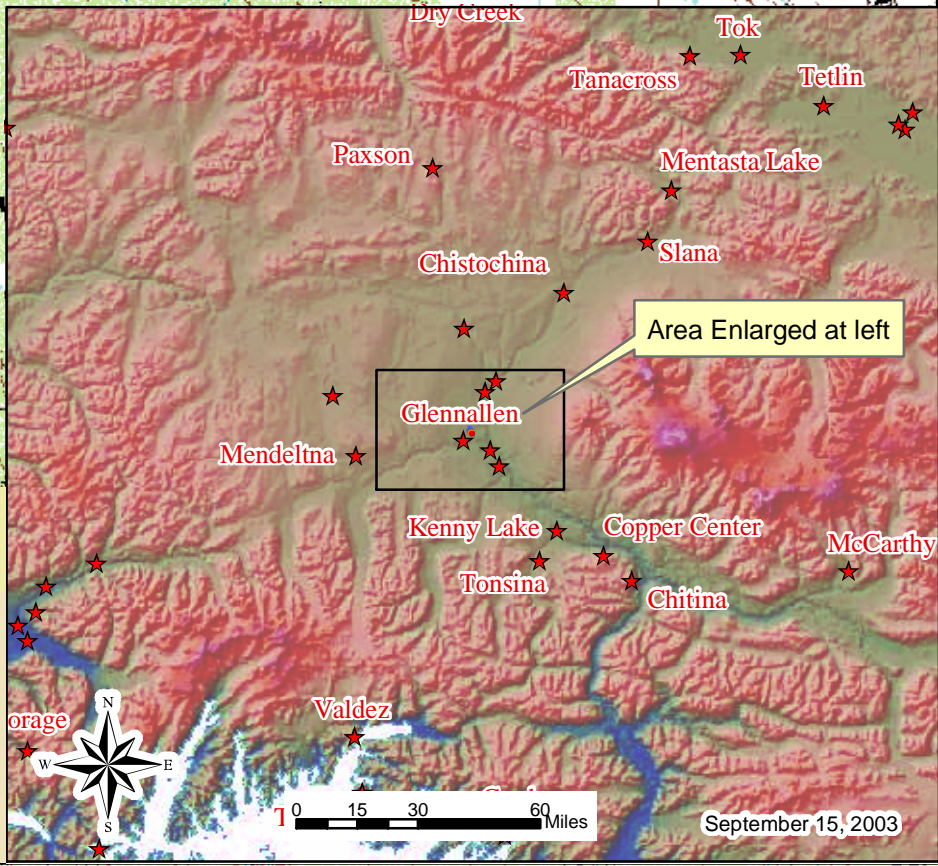 Dry Creek
Tok
Tanacross
Tetlin
Paxson
Mentasta Lake
Slana
Chistochina
Area Enlarged at left
Glennallen
Mendeltna
Kenny Lake
Copper Center
McCarthy
Tonsina
Chitina
orage
N
W
E
S
Valdez
T
0 15 30 60
Miles
September 15, 2003